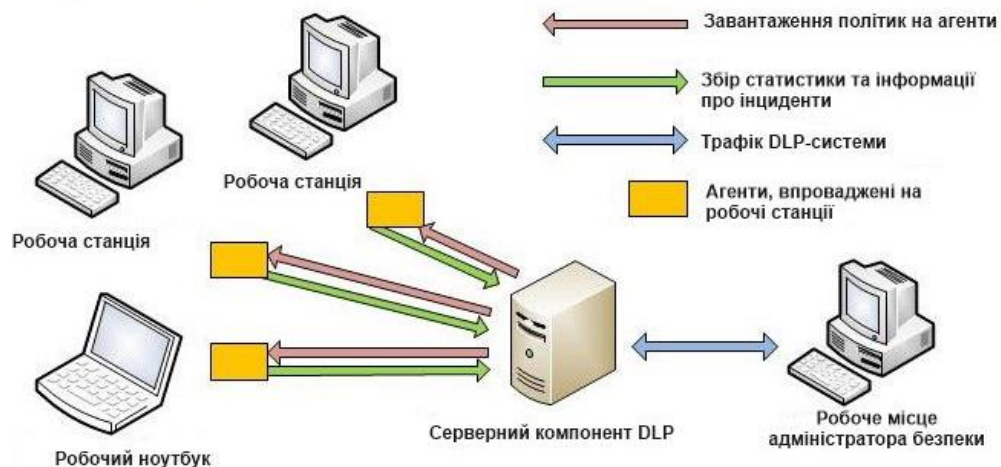 Завантаження політик на агенти
Збір статистики та інформації
про інциденти
Трафік DLP-системи
Робоча станція
Агенти, впроваджені на
робочі станції
Робоча станція
Серверний компонент DLP
Робоче місце
адміністратора безпеки
Робочий ноутбук